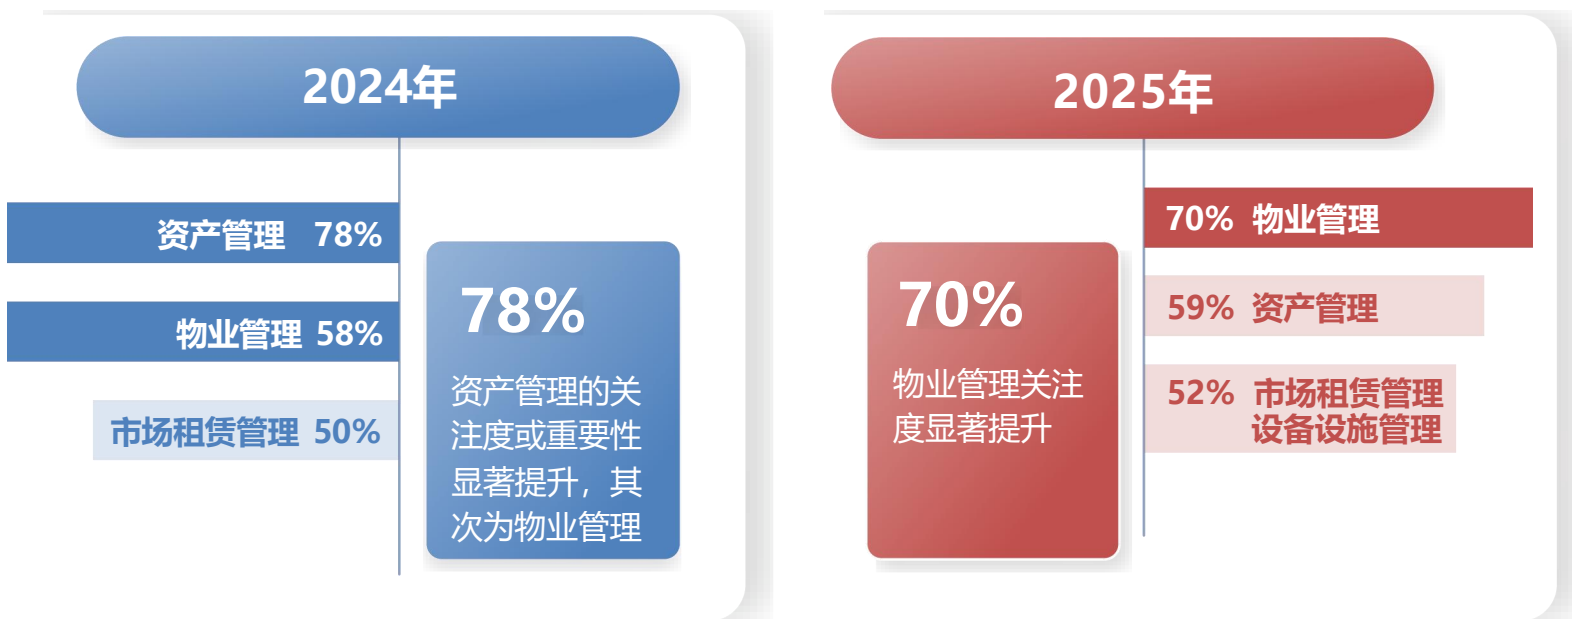 2024年
资产管理 78%
物业管理 58%
市场租赁管理 50%
78%
资产管理的关
注度或重要性
显著提升，其
次为物业管理
2025年
70% 物业管理
59% 资产管理
52% 市场租赁管理
设备设施管理
70%
物业管理关注
度显著提升